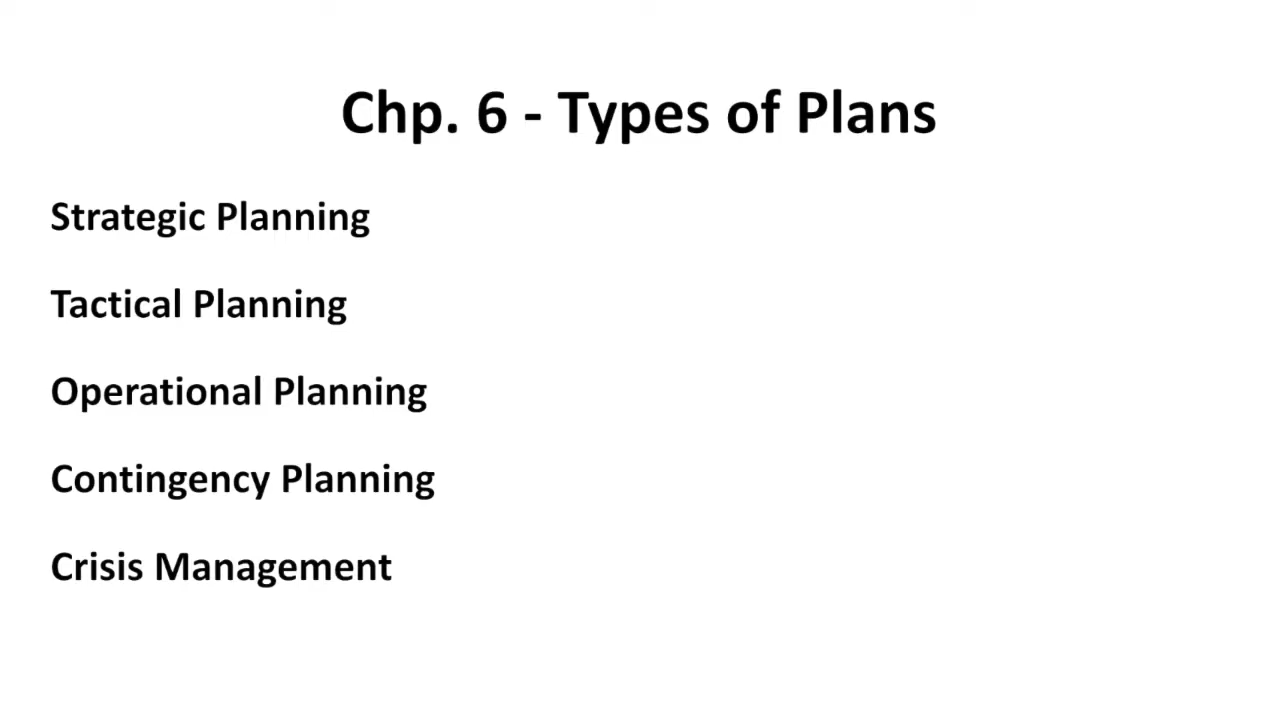 Chp. 6 - Types of Plans
Strategic Planning
Tactical Planning
Operational Planning
Contingency Planning
Crisis Management